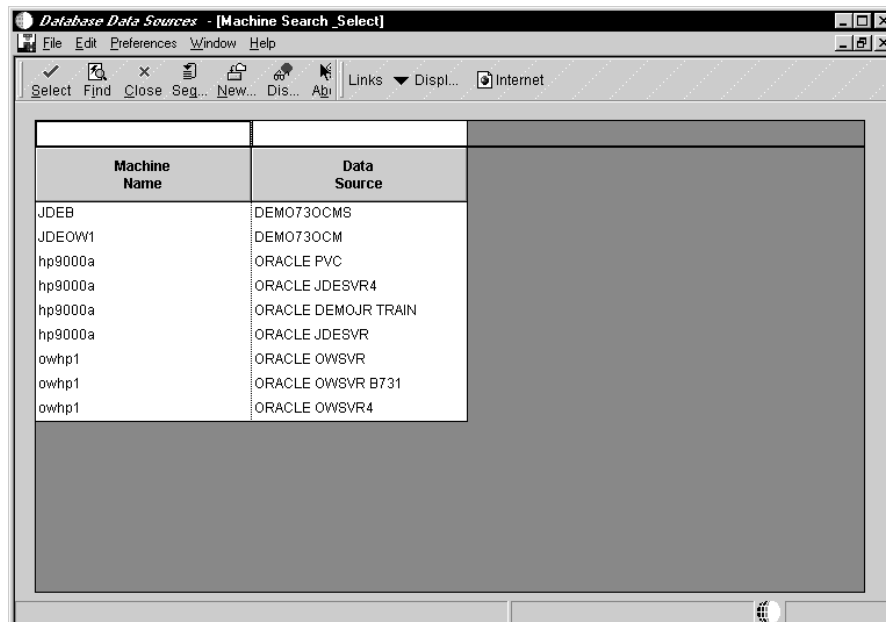 Database Data Sources - [Machine Search _Select]
File Edit Preferences Window Help
Select Find Close Seq... New... Dis... Abi Links Displ... Internet
Machine Name Data Source
JDEB DEMO73OCMS
JDEOW1 DEMO73OCM
hp9000a ORACLE PVC
hp9000a ORACLE JDESVR4
hp9000a ORACLE DEMOJR TRAIN
hp9000a ORACLE JDESVR
owhp1 ORACLE OWSVR
owhp1 ORACLE OWSVR B731
owhp1 ORACLE OWSVR4